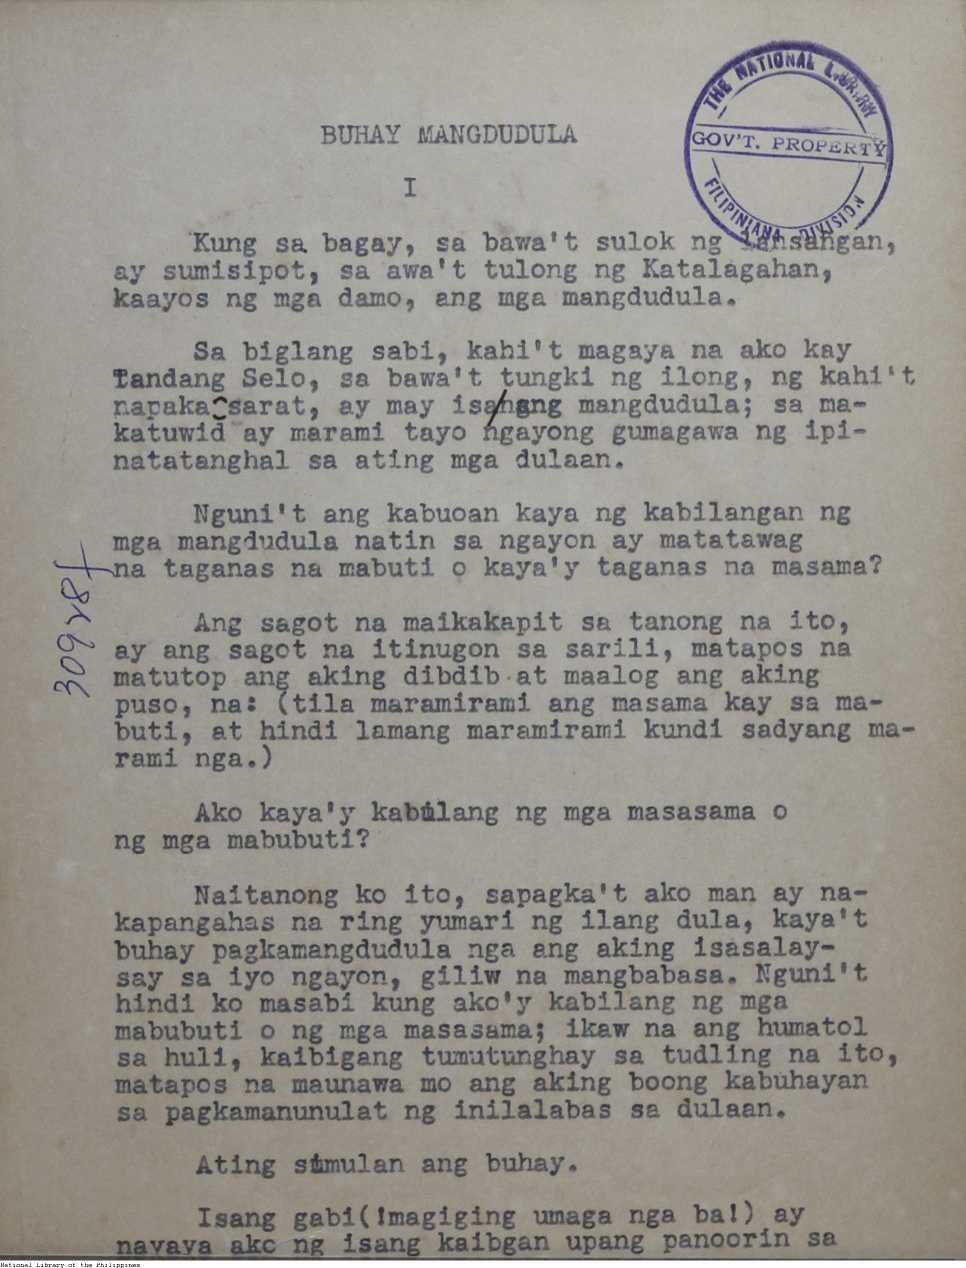 THE NATIONAL LIBRARY
GOV'T. PROPERTY
FILIPINIANA DIVISION
BUHAY MANGDUDULA
I
Kung sa bagay, sa bawa't sulok ng lansangan,
ay sumisipot, sa awa't tulong ng Katalagahan,
kaayos ng mga damo, ang mga mangdudula.
Sa biglang sabi, kahi't magaya na ako kay
Tandang Selo, sa bawa't tungki ng ilong, ng kahi't
napaka sarat, ay may isang mangdudula; sa ma-
katuwid ay marami tayo ngayong gumagawa ng ipi-
natatanghal sa ating mga dulaan.
Nguni't ang kabuoan kaya ng kabilangan ng
mga mangdudula natin sa ngayon ay matatawag
na taganas na mabuti o kaya'y taganas na masama?
Ang sagot na maikakapit sa tanong na ito,
ay ang sagot na itinugon sa sarili, matapos na
matutop ang aking dibdib at maalog ang aking
puso, na: (tila maramirami ang masama kay sa ma-
buti, at hindi lamang maramirami kundi sadyang ma-
rami nga.)
Ako kaya'y kabilang ng mga masasama o
ng mga mabubuti?
Naitanong ko ito, sapagka't ako man ay na-
kapangahas na ring yumari ng ilang dula, kaya't
buhay pagkamangdudula nga ang aking isasalay-
say sa iyo ngayon, giliw na mangbabasa. Nguni't
hindi ko masabi kung ako'y kabilang ng mga
mabubuti o ng mga masasama; ikaw na ang humatol
sa huli, kaibigang tumutunghay sa tudling na ito,
matapos na maunawa mo ang aking boong kabuhayan
sa pagkamanunulat ng inilalabas sa dulaan.
Ating simulan ang buhay.
Isang gabi(!magiging umaga nga ba!) ay
nayaya ako ng isang kaibgan upang panoorin sa
National Library of the Philippines